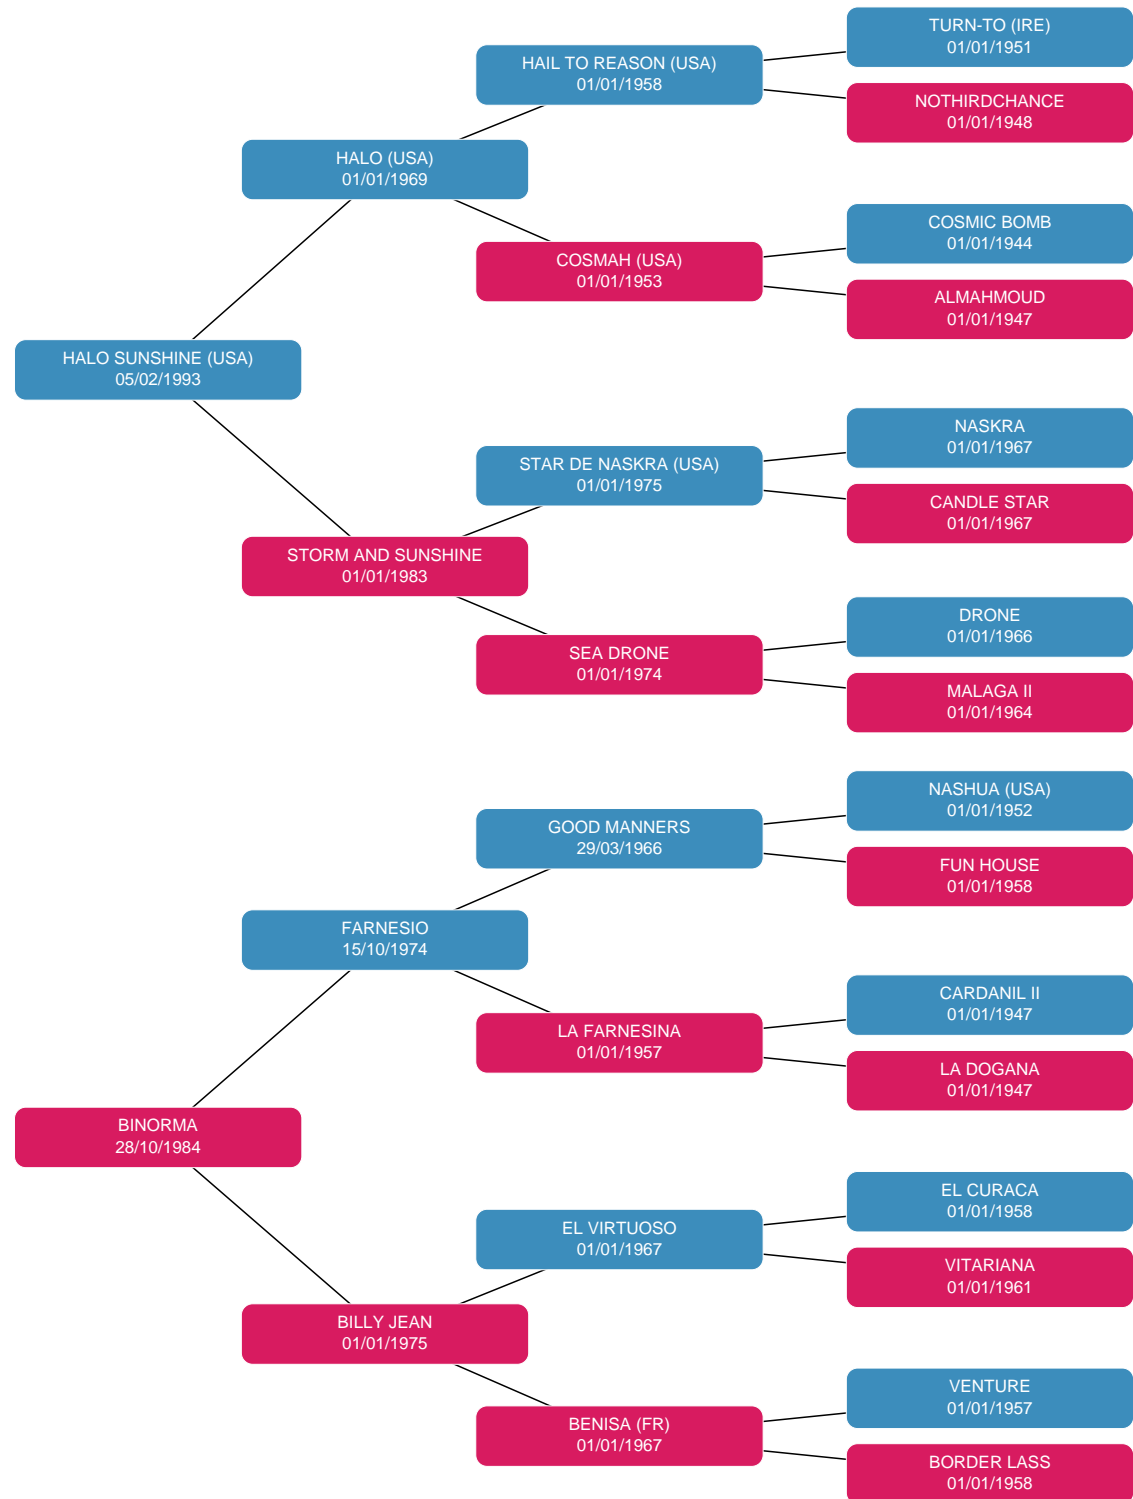 TURN-TO (IRE)
01/01/1951
HAIL TO REASON (USA)
01/01/1958
NOTHIRDCHANCE
01/01/1948
HALO (USA)
01/01/1969
COSMIC BOMB
01/01/1944
COSMAH (USA)
01/01/1953
ALMAHMOUD
01/01/1947
HALO SUNSHINE (USA)
05/02/1993
NASKRA
01/01/1967
STAR DE NASKRA (USA)
01/01/1975
CANDLE STAR
01/01/1967
STORM AND SUNSHINE
01/01/1983
DRONE
01/01/1966
SEA DRONE
01/01/1974
MALAGA II
01/01/1964
NASHUA (USA)
01/01/1952
GOOD MANNERS
29/03/1966
FUN HOUSE
01/01/1958
FARNESIO
15/10/1974
CARDANIL II
01/01/1947
LA FARNESINA
01/01/1957
LA DOGANA
01/01/1947
BINORMA
28/10/1984
EL CURACA
01/01/1958
EL VIRTUOSO
01/01/1967
VITARIANA
01/01/1961
BILLY JEAN
01/01/1975
VENTURE
01/01/1957
BENISA (FR)
01/01/1967
BORDER LASS
01/01/1958